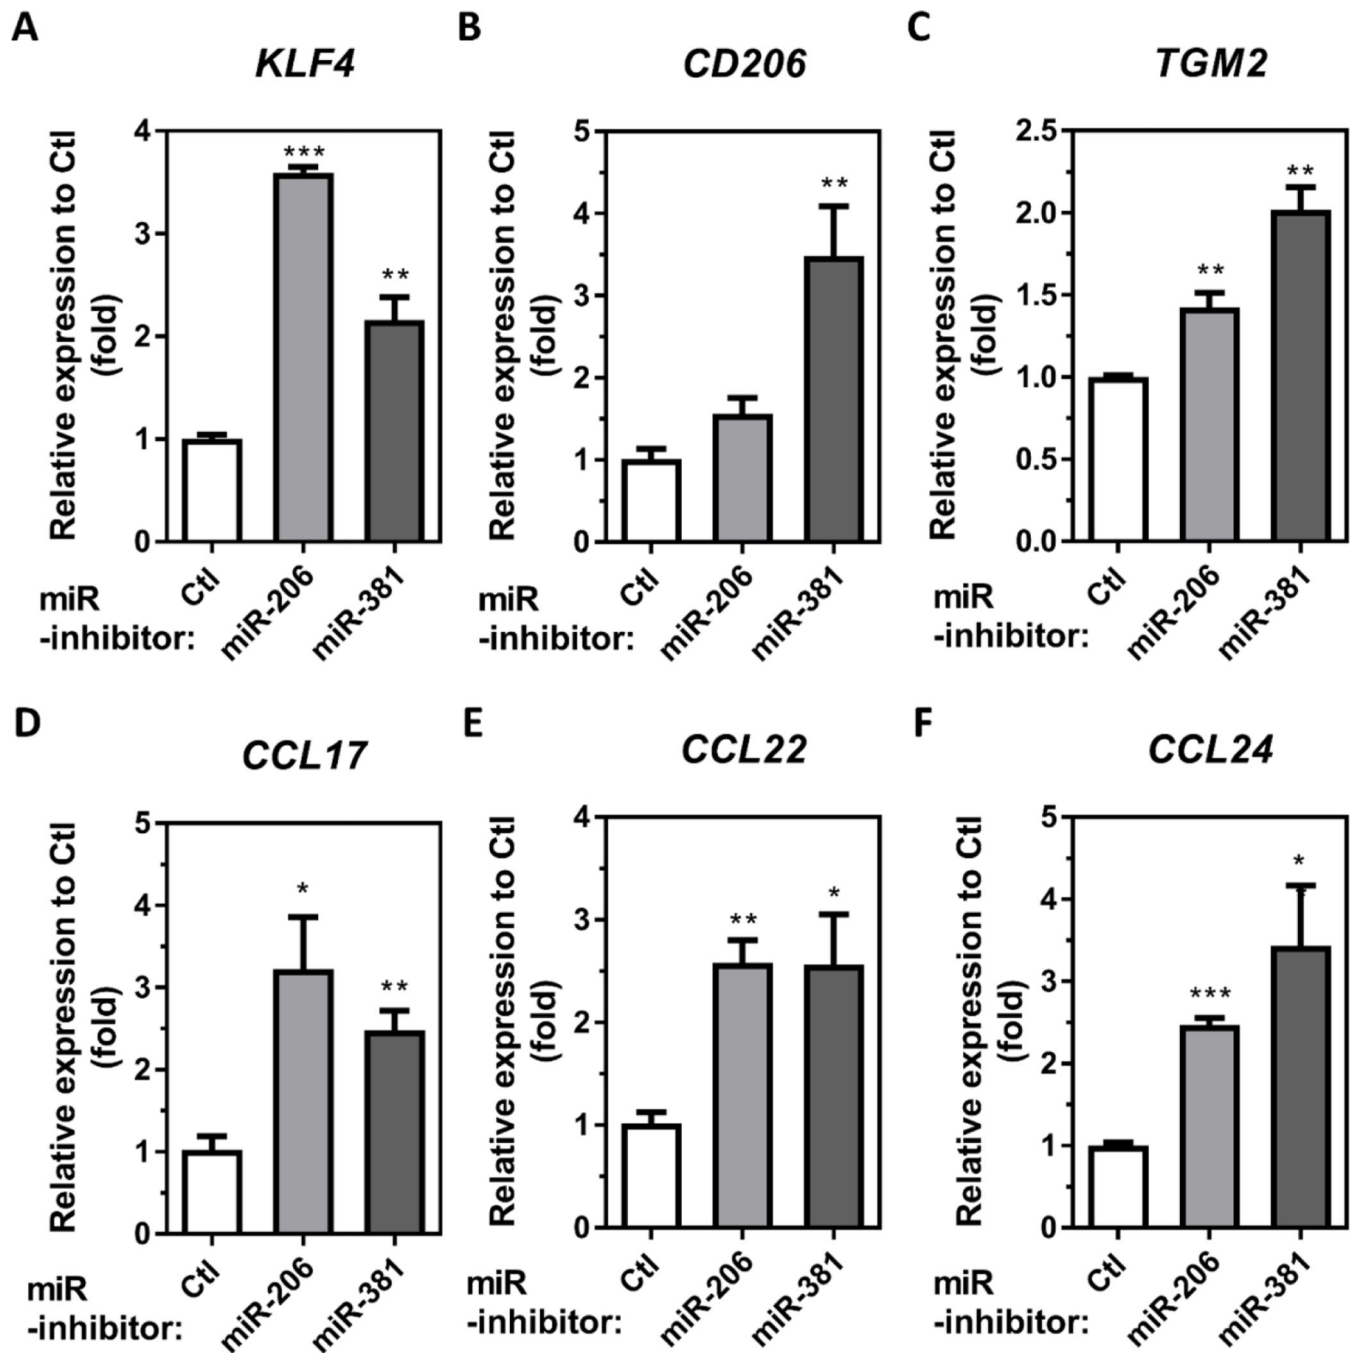 A
KLF4
Relative expression to Ctl
(fold)
4
3
2
1
0
***
**
miR
-inhibitor:
Ctl
miR-206
miR-381
B
CD206
Relative expression to Ctl
(fold)
5
4
3
2
1
0
**
miR
-inhibitor:
Ctl
miR-206
miR-381
C
TGM2
Relative expression to Ctl
(fold)
2.5
2.0
1.5
1.0
0.5
0.0
**
**
miR
-inhibitor:
Ctl
miR-206
miR-381
D
CCL17
Relative expression to Ctl
(fold)
5
4
3
2
1
0
*
**
miR
-inhibitor:
Ctl
miR-206
miR-381
E
CCL22
Relative expression to Ctl
(fold)
4
3
2
1
0
**
*
miR
-inhibitor:
Ctl
miR-206
miR-381
F
CCL24
Relative expression to Ctl
(fold)
5
4
3
2
1
0
***
*
*
miR
-inhibitor:
Ctl
miR-206
miR-381